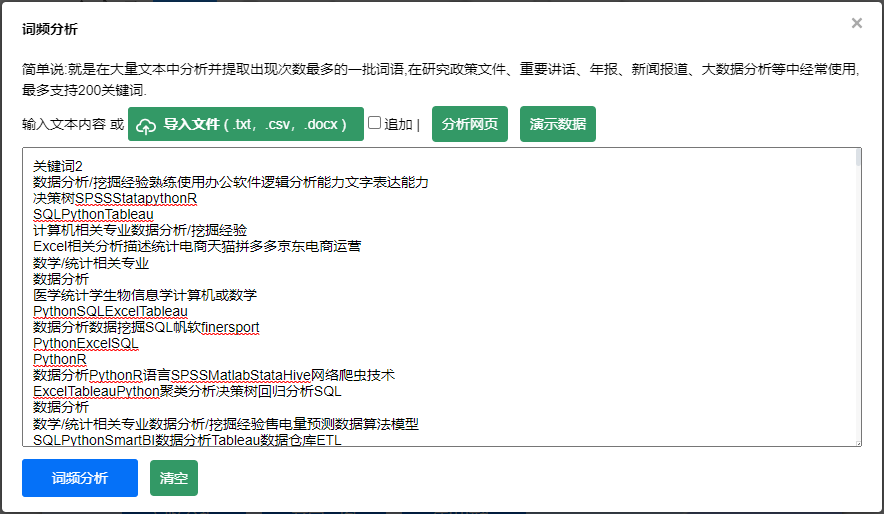 词频分析
×
简单说:就是在大量文本中分析并提取出现次数最多的一批词语,在研究政策文件、重要讲话、年报、新闻报道、大数据分析等中经常使用,
最多支持200关键词.
输入文本内容 或 导入文件 ( .txt，.csv，.docx ) 追加 | 分析网页 演示数据
关键词2
数据分析/挖掘经验熟练使用办公软件逻辑分析能力文字表达能力
决策树SPSSStatapythonR
SQLPythonTableau
计算机相关专业数据分析/挖掘经验
Excel相关分析描述统计电商天猫拼多多京东电商运营
数学/统计相关专业
数据分析
医学统计学生物信息学计算机或数学
PythonSQLExcelTableau
数据分析数据挖掘SQL帆软finersport
PythonExcelSQL
PythonR
数据分析PythonR语言SPSSMatlabStataHive网络爬虫技术
ExcelTableauPython聚类分析决策树回归分析SQL
数据分析
数学/统计相关专业数据分析/挖掘经验售电量预测数据算法模型
SQLPythonSmartBI数据分析Tableau数据仓库ETL
词频分析 清空